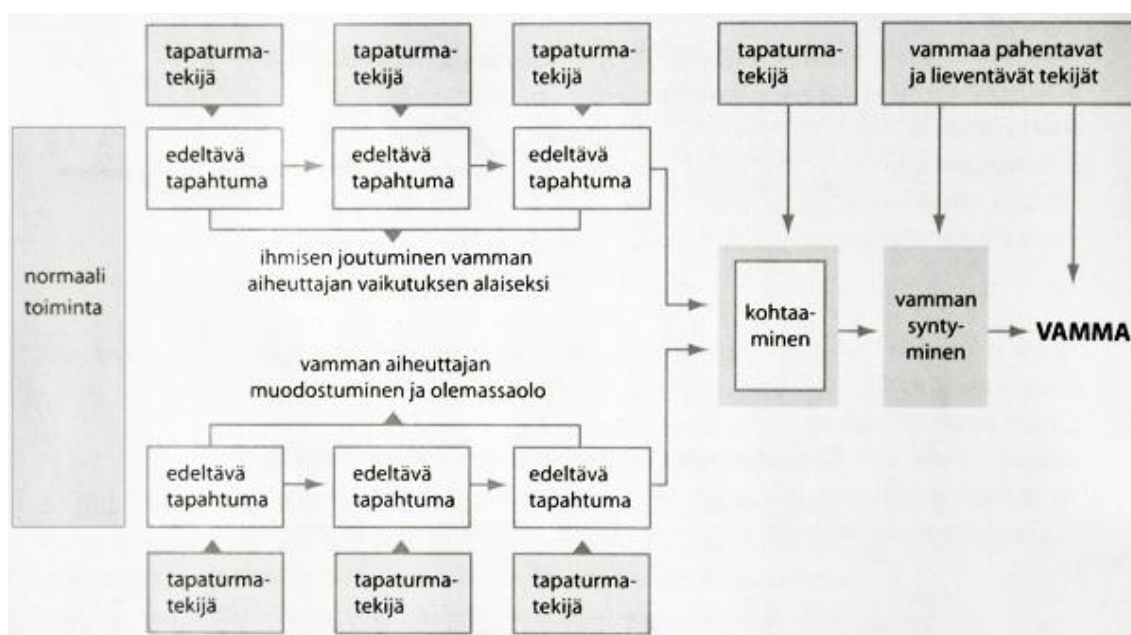 tapaturma-
tekijä
tapaturma-
tekijä
tapaturma-
tekijä
tapaturma-
tekijä
vammaa pahentavat
ja lieventävät tekijät
edeltävä
tapahtuma
edeltävä
tapahtuma
edeltävä
tapahtuma
ihmisen joutuminen vamman
aiheuttajan vaikutuksen alaiseksi
normaali
toiminta
kohtaa-
minen
vamman
synty-
minen
VAMMA
vamman aiheuttajan
muodostuminen ja olemassaolo
edeltävä
tapahtuma
edeltävä
tapahtuma
edeltävä
tapahtuma
tapaturma-
tekijä
tapaturma-
tekijä
tapaturma-
tekijä